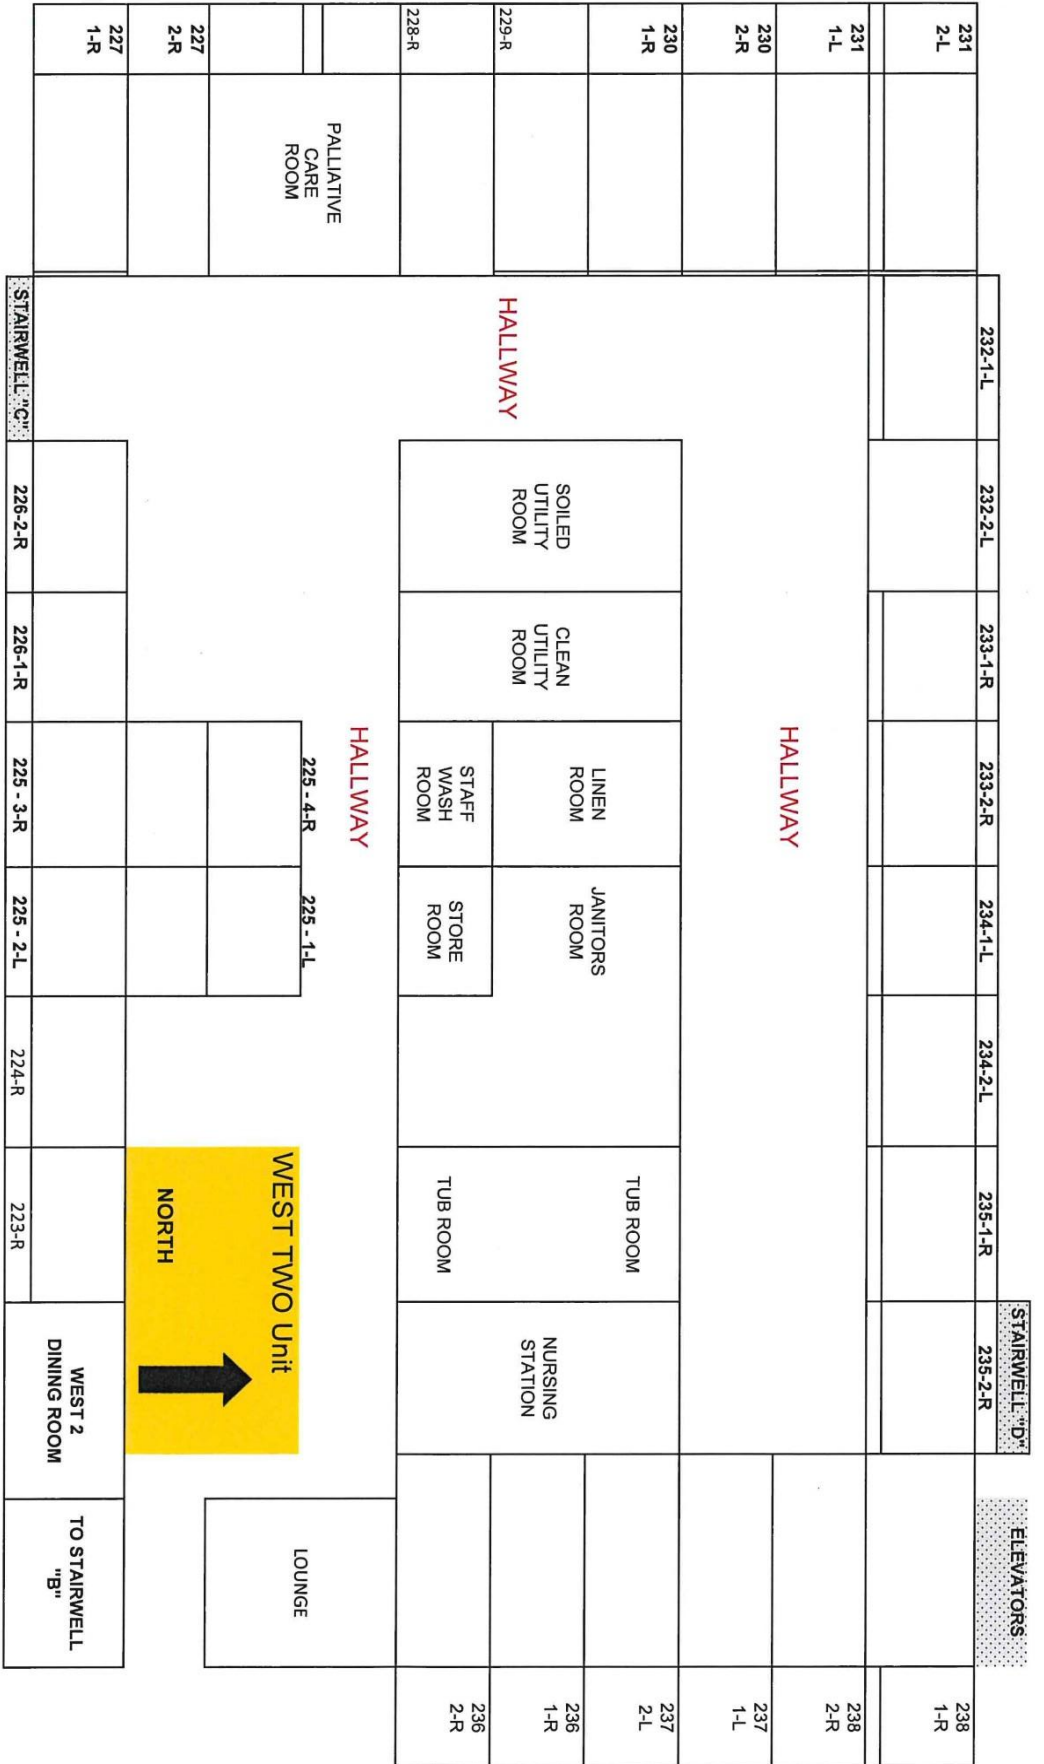 STAIRWELL "D"
ELEVATORS
232-1-L
232-2-L
233-1-R
233-2-R
234-1-L
234-2-L
235-1-R
235-2-R
231
2-L
238
1-R
231
1-L
238
2-R
HALLWAY
230
2-R
237
1-L
230
1-R
237
2-L
SOILED
UTILITY
ROOM
CLEAN
UTILITY
ROOM
LINEN
ROOM
JANITORS
ROOM
TUB ROOM
NURSING
STATION
HALLWAY
229-R
236
1-R
STAFF
WASH
ROOM
STORE
ROOM
TUB ROOM
228-R
236
2-R
HALLWAY
PALLIATIVE
CARE
ROOM
225 - 4-R
225 - 1-L
WEST TWO Unit
NORTH
LOUNGE
227
2-R
227
1-R
WEST 2
DINING ROOM
TO STAIRWELL
"B"
STAIRWELL "C"
226-2-R
226-1-R
225 - 3-R
225 - 2-L
224-R
223-R